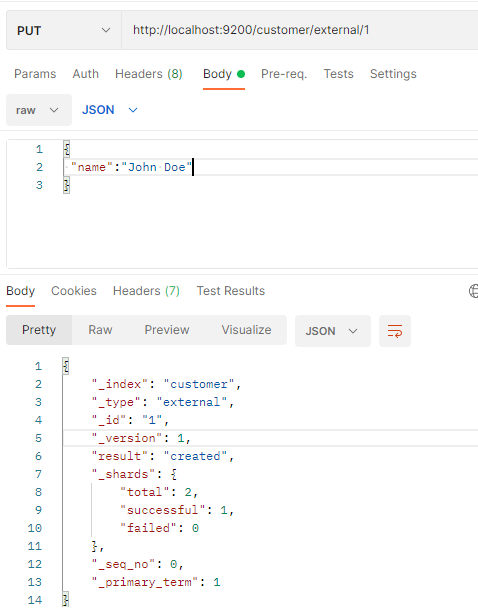 PUT http://localhost:9200/customer/external/1
Params Auth Headers (8) Body Pre-req. Tests Settings
raw JSON
1 {
2 "name":"John Doe"
3 }
Body Cookies Headers (7) Test Results
Pretty Raw Preview Visualize JSON
1 {
2 "_index": "customer",
3 "_type": "external",
4 "_id": "1",
5 "_version": 1,
6 "result": "created",
7 "_shards": {
8 "total": 2,
9 "successful": 1,
10 "failed": 0
11 },
12 "_seq_no": 0,
13 "_primary_term": 1
14 }